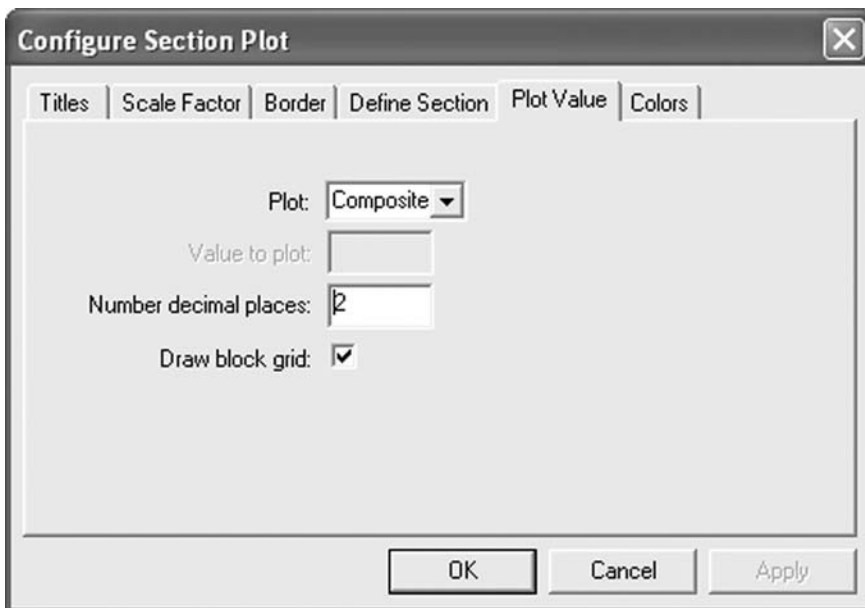 Configure Section Plot
Titles Scale Factor Border Define Section Plot Value Colors
Plot: Composite
Value to plot:
Number decimal places: 2
Draw block grid:
OK Cancel Apply